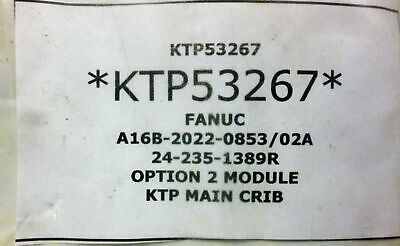 KTP53267
*KTP53267*
FANUC
A16B-2022-0853/02A
24-235-1389R
OPTION 2 MODULE
KTP MAIN CRIB